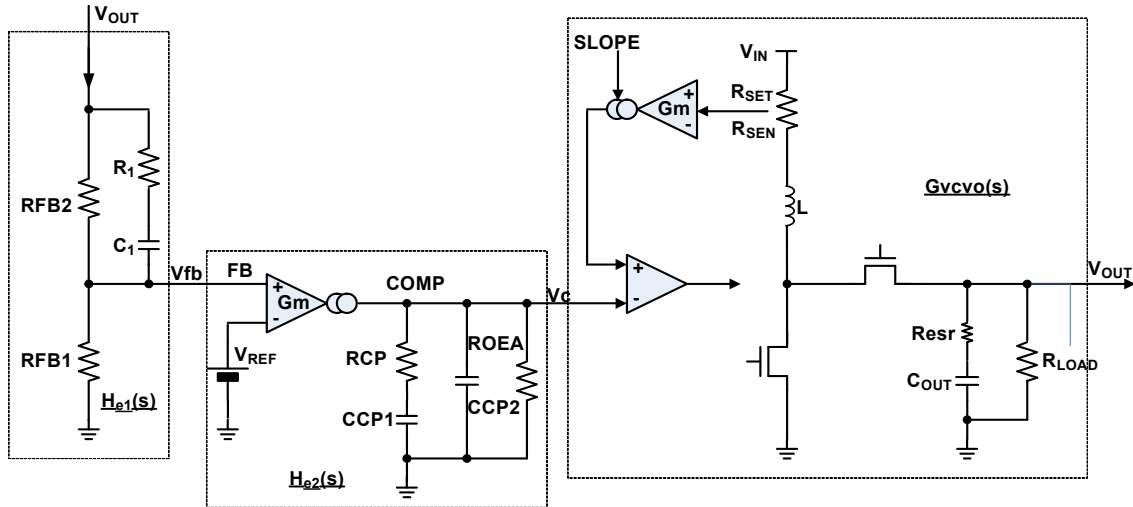 VOUT
R1
RFB2
C1
Vfb
RFB1
He1(s)
FB
+
Gm
-
VREF
COMP
Vc
RCP
ROEA
CCP1
CCP2
He2(s)
SLOPE
VIN
+
Gm
-
RSET
RSEN
L
+
-
Gvcvo(s)
VOUT
Resr
COUT
RLOAD